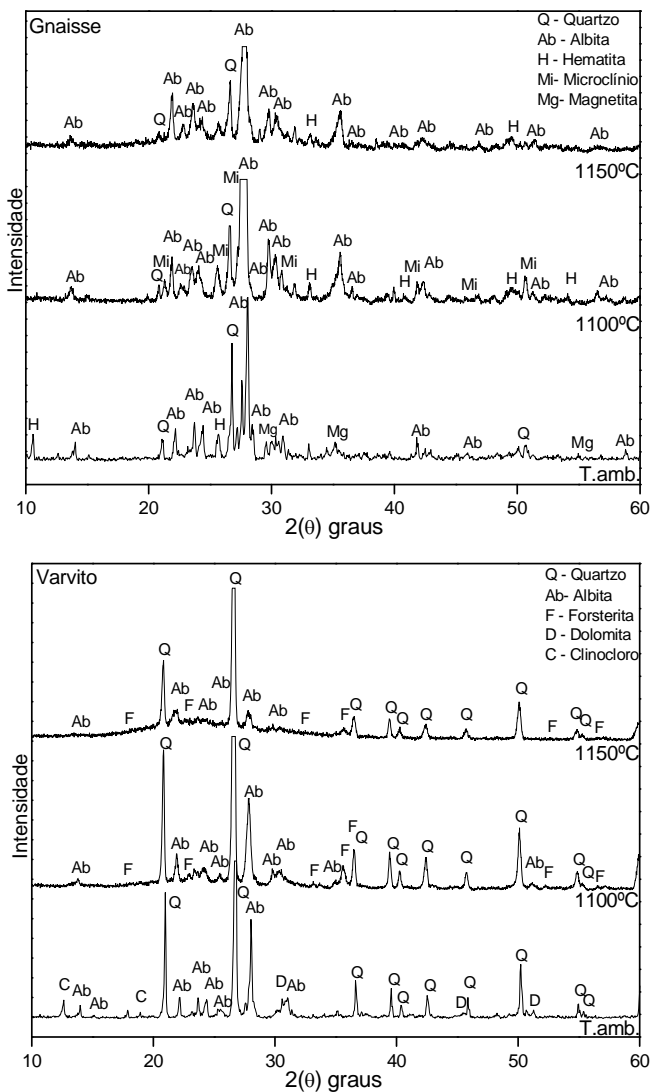 Gnaisse
Q - Quartzo
Ab - Albita
H - Hematita
Mi- Microclínio
Mg- Magnetita
Ab
Q
Ab Ab Ab Ab
Ab Q Ab Ab H Ab Ab Ab Ab H Ab Ab
1150ºC
Ab
Mi
Q Ab
Ab Ab Ab Mi Ab Ab Mi H Ab Mi Ab Mi H Mi Ab H Ab
Ab Q Mi Ab Ab
1100ºC
Ab
Q
H Ab Q Ab Ab Ab H Ab Mg Ab Mg Ab Ab Q Mg Ab
T.amb.
Intensidade
10 20 30 40 50 60
2(θ) graus
Varvito
Q - Quartzo
Ab- Albita
F - Forsterita
D - Dolomita
C - Clinocloro
Q
Q
Ab F Ab F Ab Ab Ab Ab F F Q Q Q Q Q Q F Q Q F
1150ºC
Q Q
Ab F Ab F Ab Ab Ab Ab Ab F Ab F F Q Q Q Q Q Q Ab F Q Q F
1100ºC
Q Q
C Ab Ab C Ab Ab Ab Ab Ab D Ab Q Q Q Q D Q Q D Q Q
T.amb.
Intensidade
10 20 30 40 50 60
2(θ) graus